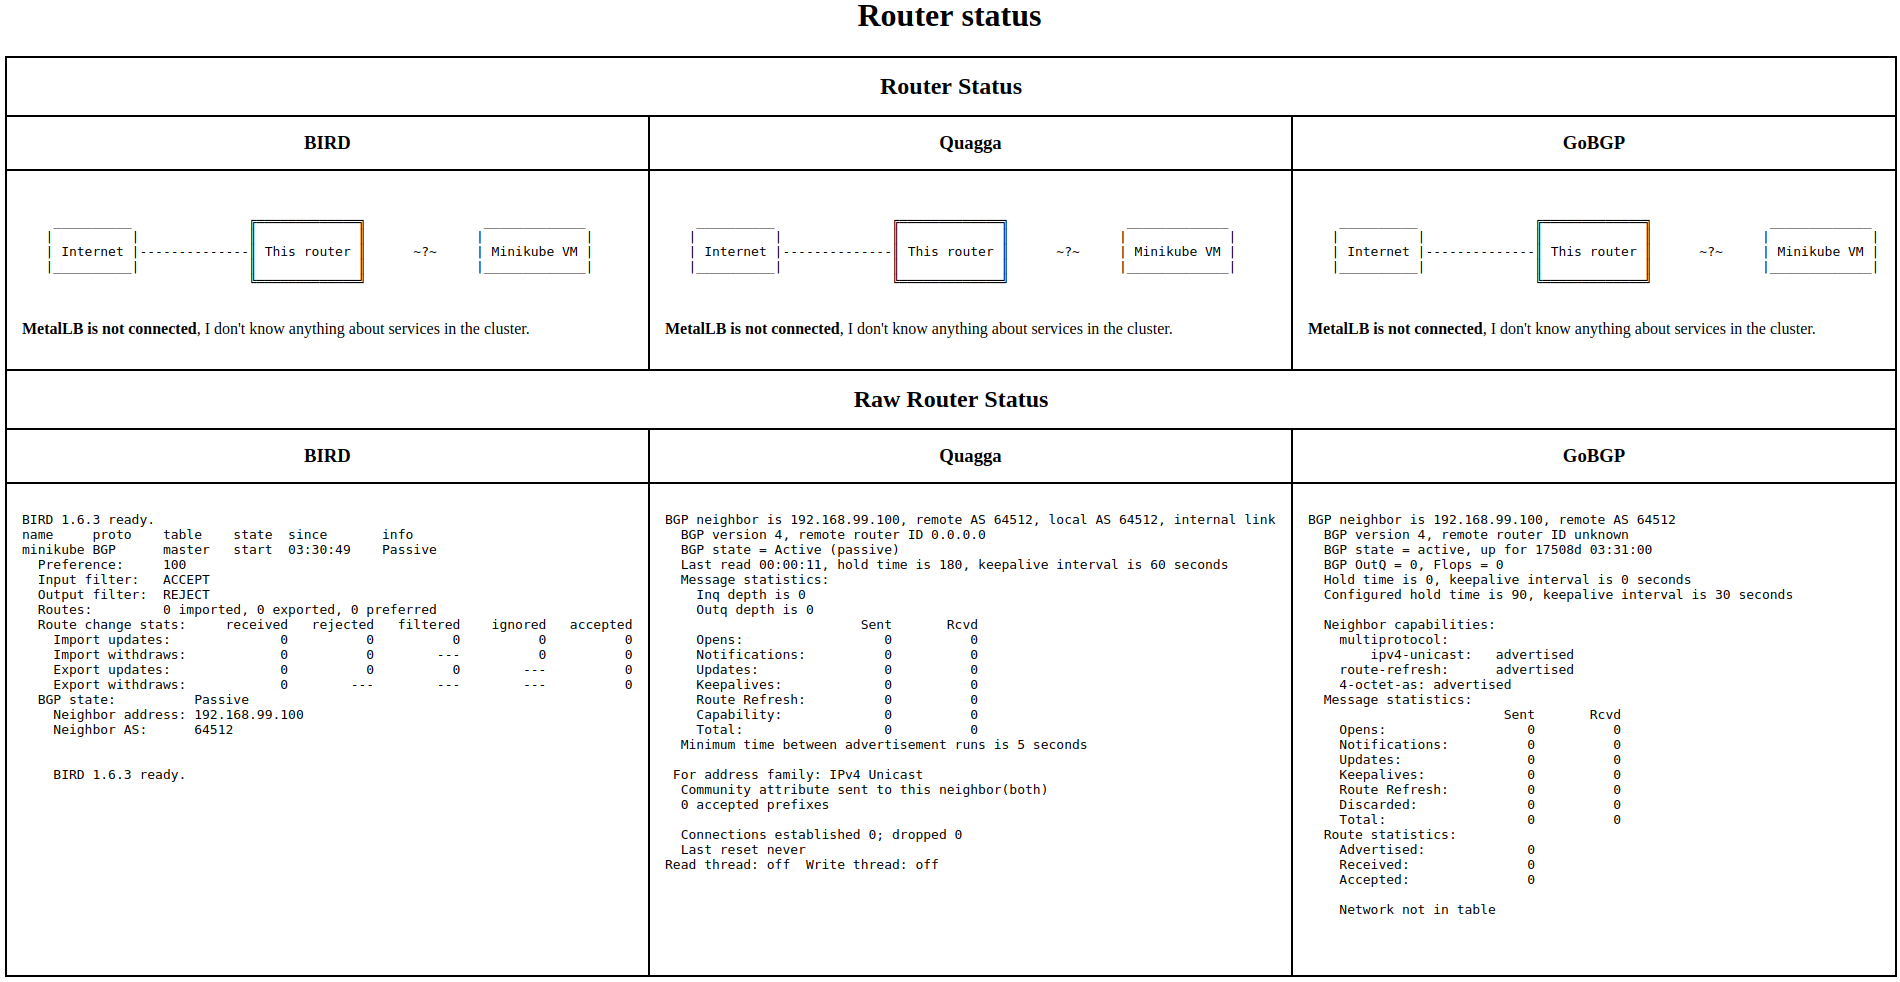 Router status
Router Status
BIRD Quagga GoBGP
Internet |--------------║ This router ║ ~?~ | Minikube VM |
MetalLB is not connected, I don't know anything about services in the cluster.
Internet |--------------║ This router ║ ~?~ | Minikube VM |
MetalLB is not connected, I don't know anything about services in the cluster.
Internet |--------------║ This router ║ ~?~ | Minikube VM |
MetalLB is not connected, I don't know anything about services in the cluster.
Raw Router Status
BIRD Quagga GoBGP
BIRD 1.6.3 ready.
name     proto    table    state  since       info
minikube BGP      master   start  03:30:49    Passive
  Preference:     100
  Input filter:   ACCEPT
  Output filter:  REJECT
  Routes:         0 imported, 0 exported, 0 preferred
  Route change stats:     received   rejected   filtered    ignored   accepted
    Import updates:              0          0          0          0          0
    Import withdraws:            0          0        ---          0          0
    Export updates:              0          0          0        ---          0
    Export withdraws:            0        ---        ---        ---          0
  BGP state:          Passive
    Neighbor address: 192.168.99.100
    Neighbor AS:      64512
    BIRD 1.6.3 ready.
BGP neighbor is 192.168.99.100, remote AS 64512, local AS 64512, internal link
  BGP version 4, remote router ID 0.0.0.0
  BGP state = Active (passive)
  Last read 00:00:11, hold time is 180, keepalive interval is 60 seconds
  Message statistics:
    Inq depth is 0
    Outq depth is 0
                         Sent       Rcvd
    Opens:                  0          0
    Notifications:          0          0
    Updates:                0          0
    Keepalives:             0          0
    Route Refresh:          0          0
    Capability:             0          0
    Total:                  0          0
  Minimum time between advertisement runs is 5 seconds
 For address family: IPv4 Unicast
  Community attribute sent to this neighbor(both)
  0 accepted prefixes
  Connections established 0; dropped 0
  Last reset never
Read thread: off  Write thread: off
BGP neighbor is 192.168.99.100, remote AS 64512
  BGP version 4, remote router ID unknown
  BGP state = active, up for 17508d 03:31:00
  BGP OutQ = 0, Flops = 0
  Hold time is 0, keepalive interval is 0 seconds
  Configured hold time is 90, keepalive interval is 30 seconds
  Neighbor capabilities:
    multiprotocol:
        ipv4-unicast:   advertised
    route-refresh:      advertised
    4-octet-as: advertised
  Message statistics:
                         Sent       Rcvd
    Opens:                  0          0
    Notifications:          0          0
    Updates:                0          0
    Keepalives:             0          0
    Route Refresh:          0          0
    Discarded:              0          0
    Total:                  0          0
  Route statistics:
    Advertised:             0
    Received:               0
    Accepted:               0
    Network not in table